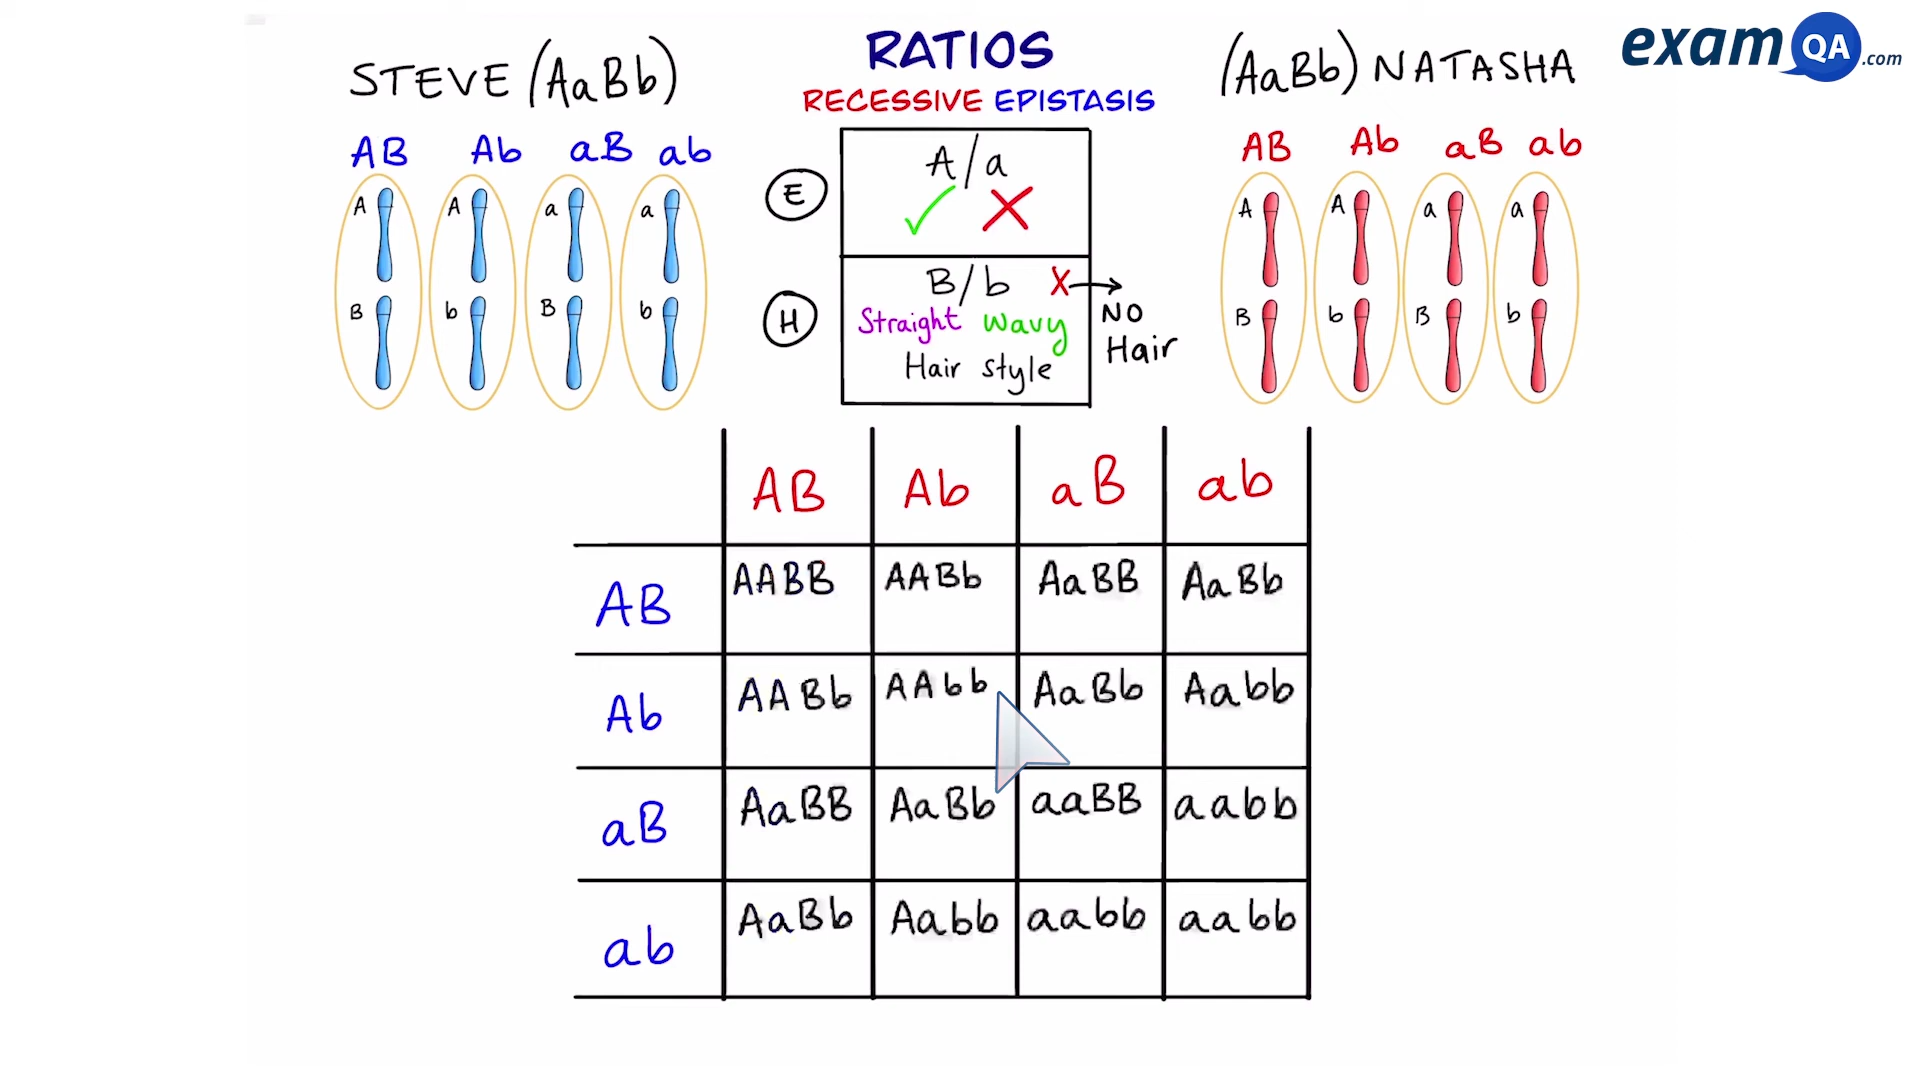 examQA.com
RATIOS
RECESSIVE EPISTASIS
STEVE (AaBb)
AB Ab aB ab
A A a a
B b B b
E
A/a
H
B/b X → NO Hair
Straight Wavy
Hair style
(AaBb) NATASHA
AB Ab aB ab
A A a a
B b B b
AB Ab aB ab
AB AABB AABb AaBB AaBb
Ab AABb AAbb AaBb Aabb
aB AaBB AaBb aaBB aabb
ab AaBb Aabb aabb aabb